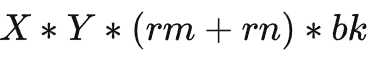 X * Y * (rm + rn) * bk